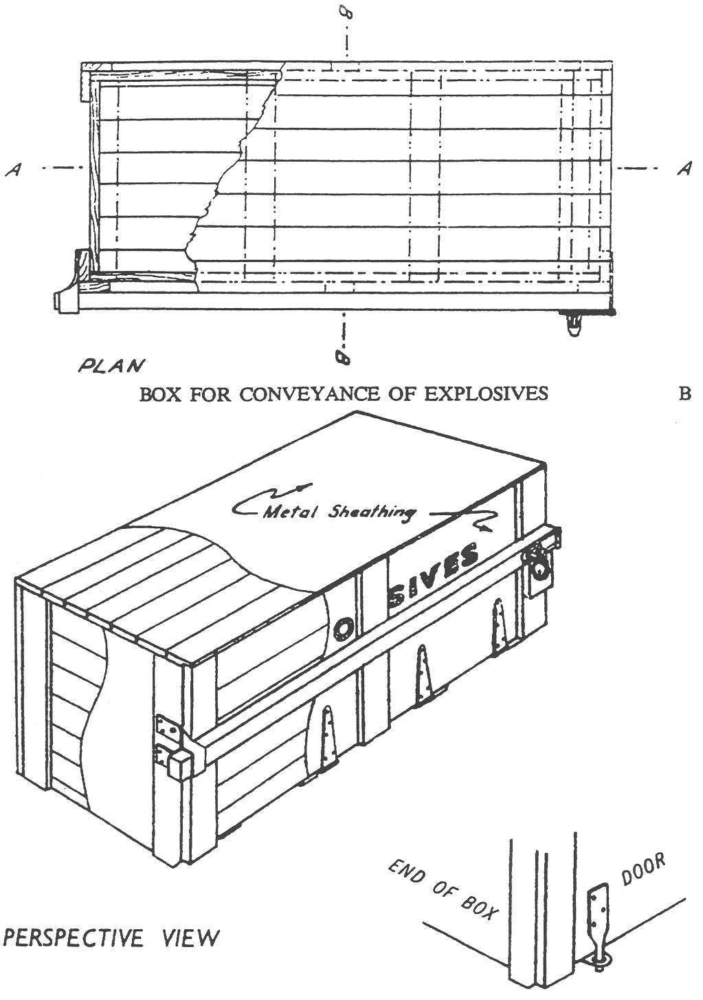 B
A
A
B
PLAN
BOX FOR CONVEYANCE OF EXPLOSIVES B
Metal Sheathing
O SIVES
END OF BOX
DOOR
PERSPECTIVE VIEW